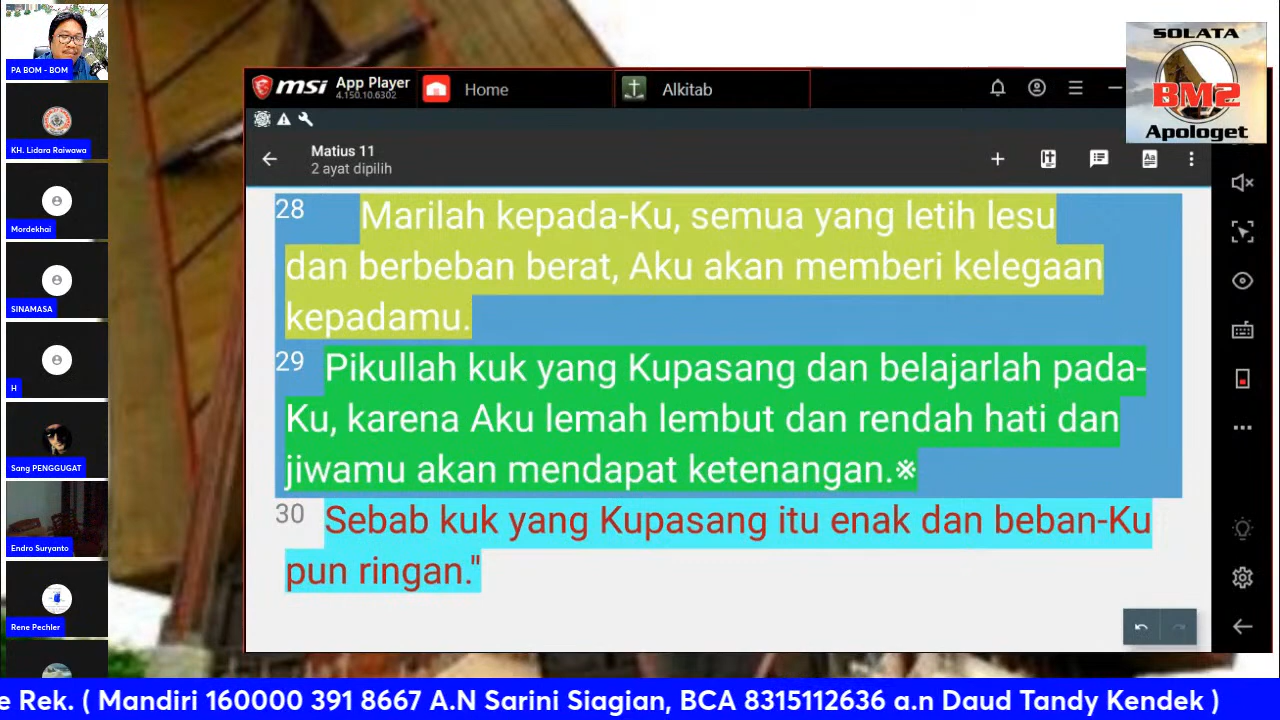 PA BOM - BOM
KH. Lidara Raiwawa
Mordekhai
SINAMASA
H
Sang PENGGUGAT
Endro Suryanto
Rene Pechler
msi App Player
4.150.10.6302
Home
Alkitab
SOLATA
BM2
Apologet
Matius 11
2 ayat dipilih
28 Marilah kepada-Ku, semua yang letih lesu
dan berbeban berat, Aku akan memberi kelegaan
kepadamu.
29 Pikullah kuk yang Kupasang dan belajarlah pada-
Ku, karena Aku lemah lembut dan rendah hati dan
jiwamu akan mendapat ketenangan.※
30 Sebab kuk yang Kupasang itu enak dan beban-Ku
pun ringan."
e Rek. ( Mandiri 160000 391 8667 A.N Sarini Siagian, BCA 8315112636 a.n Daud Tandy Kendek )